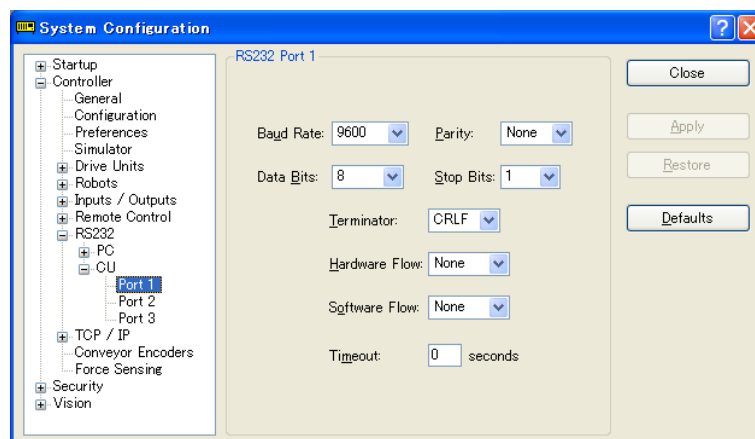 System Configuration
Startup
Controller
General
Configuration
Preferences
Simulator
Drive Units
Robots
Inputs / Outputs
Remote Control
RS232
PC
CU
Port 1
Port 2
Port 3
TCP / IP
Conveyor Encoders
Force Sensing
Security
Vision
RS232 Port 1
Baud Rate: 9600 Parity: None
Data Bits: 8 Stop Bits: 1
Terminator: CRLF
Hardware Flow: None
Software Flow: None
Timeout: 0 seconds
Close
Apply
Restore
Defaults